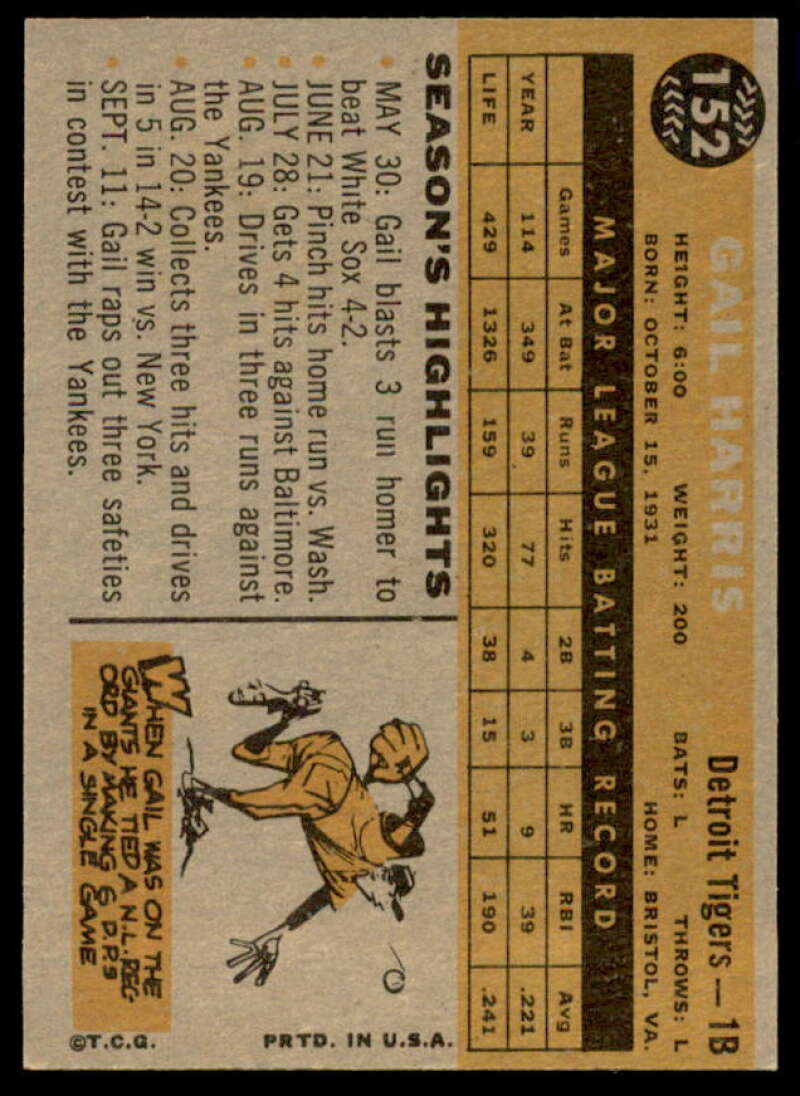 152
GAIL HARRIS
Detroit Tigers — 1B
HEIGHT: 6:00 WEIGHT: 200 BATS: L THROWS: L
BORN: OCTOBER 15, 1931 HOME: BRISTOL, VA.
MAJOR LEAGUE BATTING RECORD
Games At Bat Runs Hits 2B 3B HR RBI Avg
YEAR 114 349 39 77 4 3 9 39 .221
LIFE 429 1326 159 320 38 15 51 190 .241
SEASON'S HIGHLIGHTS
• MAY 30: Gail blasts 3 run homer to
beat White Sox 4-2.
• JUNE 21: Pinch hits home run vs. Wash.
• JULY 28: Gets 4 hits against Baltimore.
• AUG. 19: Drives in three runs against
the Yankees.
• AUG. 20: Collects three hits and drives
in 5 in 14-2 win vs. New York.
• SEPT. 11: Gail raps out three safeties
in contest with the Yankees.
WHEN GAIL WAS ON THE
GIANTS HE TIED A N.L. REC-
ORD BY MAKING 6 D.P.S
IN A SINGLE GAME
PRTD. IN U.S.A.
©T.C.G.